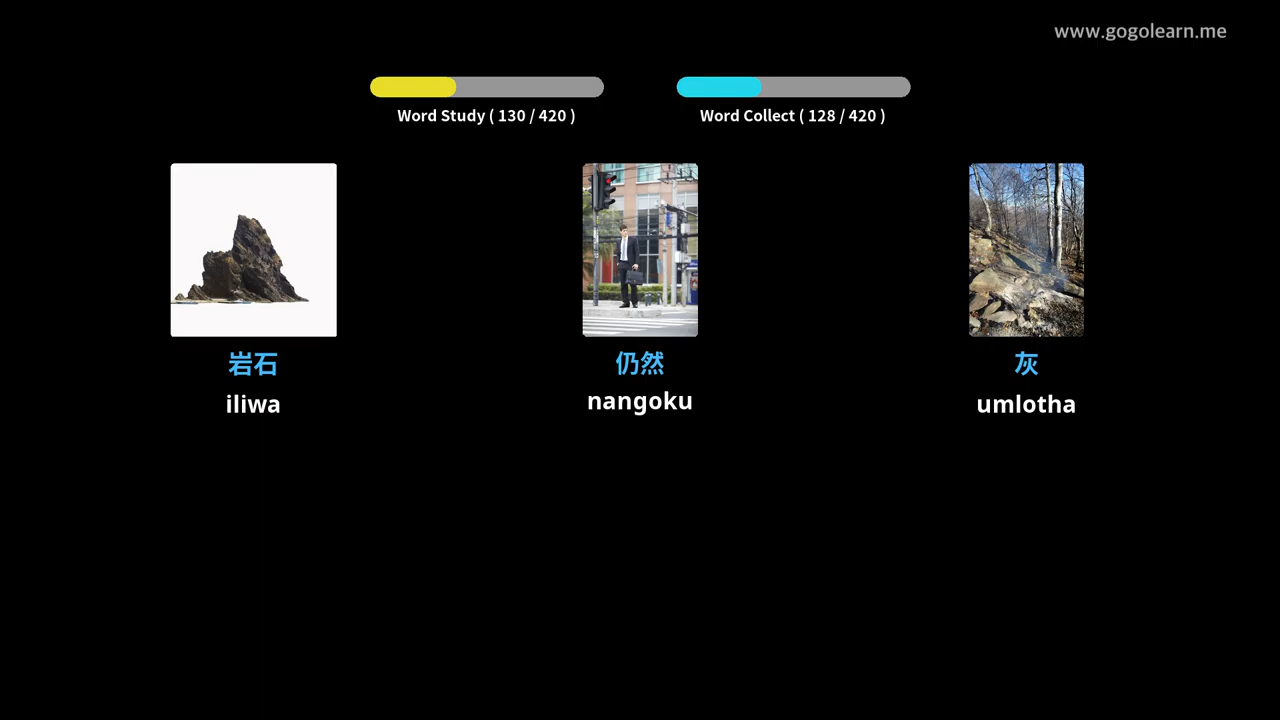 www.gogolearn.me
Word Study ( 130 / 420 )
Word Collect ( 128 / 420 )
岩石
仍然
灰
iliwa
nangoku
umlotha